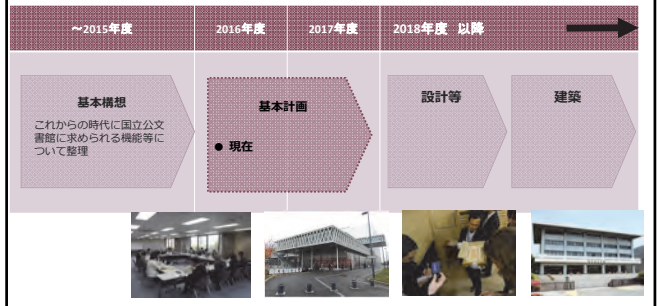 ～2015年度
2016年度
2017年度
2018年度 以降
基本構想
これからの時代に国立公文
書館に求められる機能等に
ついて整理
基本計画
● 現在
設計等
建築